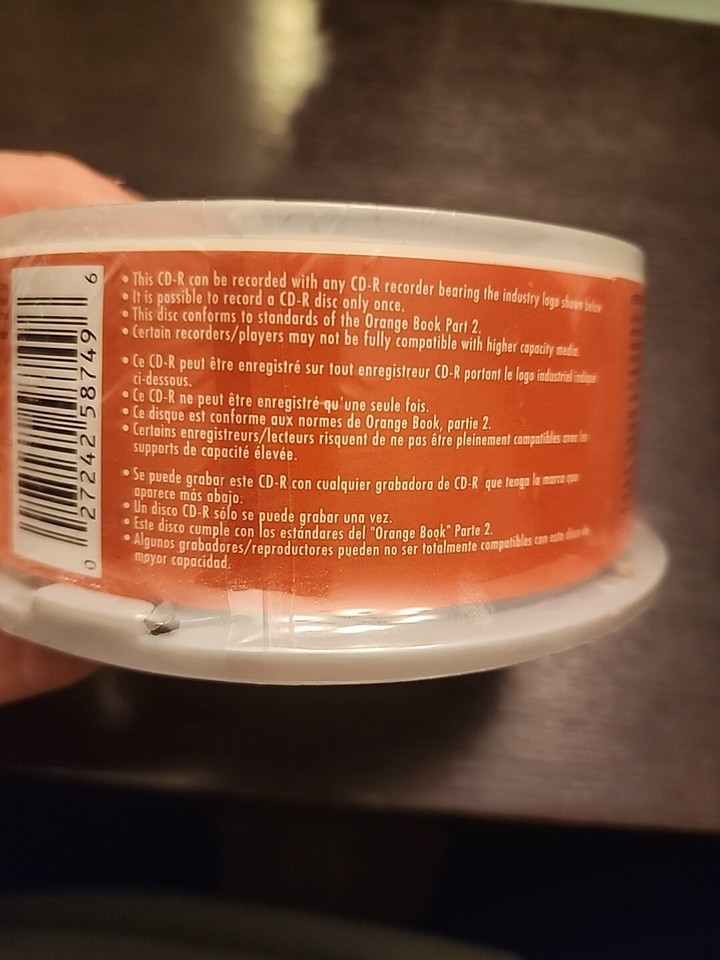 0 27242 58749 6
• This CD-R can be recorded with any CD-R recorder bearing the industry logo shown below
• It is possible to record a CD-R disc only once.
• This disc conforms to standards of the Orange Book Part 2.
• Certain recorders/players may not be fully compatible with higher capacity media.
• Ce CD-R peut être enregistré sur tout enregistreur CD-R portant le logo industriel indiqué
ci-dessous.
• Ce CD-R ne peut être enregistré qu'une seule fois.
• Ce disque est conforme aux normes de Orange Book, partie 2.
• Certains enregistreurs/lecteurs risquent de ne pas être pleinement compatibles avec les
supports de capacité élevée.
• Se puede grabar este CD-R con cualquier grabadora de CD-R que tenga la marca que
aparece más abajo.
• Un disco CD-R sólo se puede grabar una vez.
• Este disco cumple con los estándares del "Orange Book" Parte 2.
• Algunos grabadores/reproductores pueden no ser totalmente compatibles con este disco de
mayor capacidad.